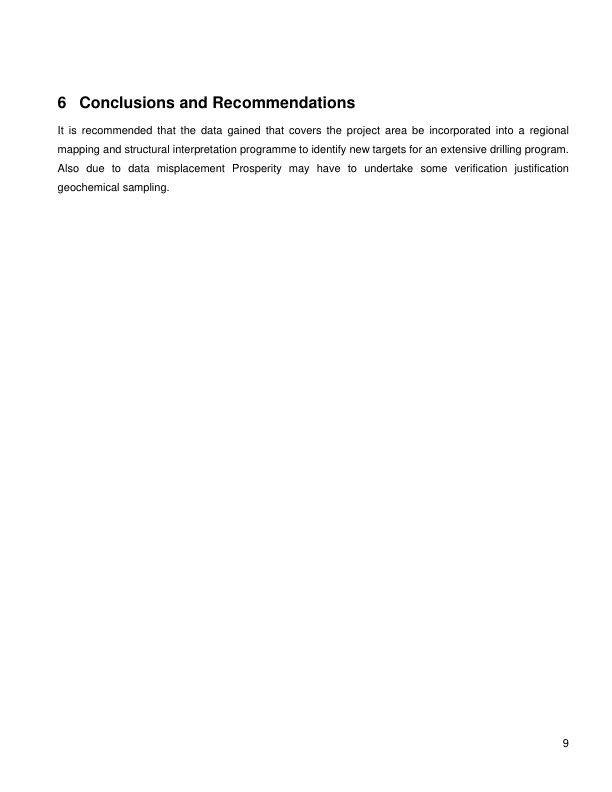 6 Conclusions and Recommendations
It is recommended that the data gained that covers the project area be incorporated into a regional
mapping and structural interpretation programme to identify new targets for an extensive drilling program.
Also due to data misplacement Prosperity may have to undertake some verification justification
geochemical sampling.
9